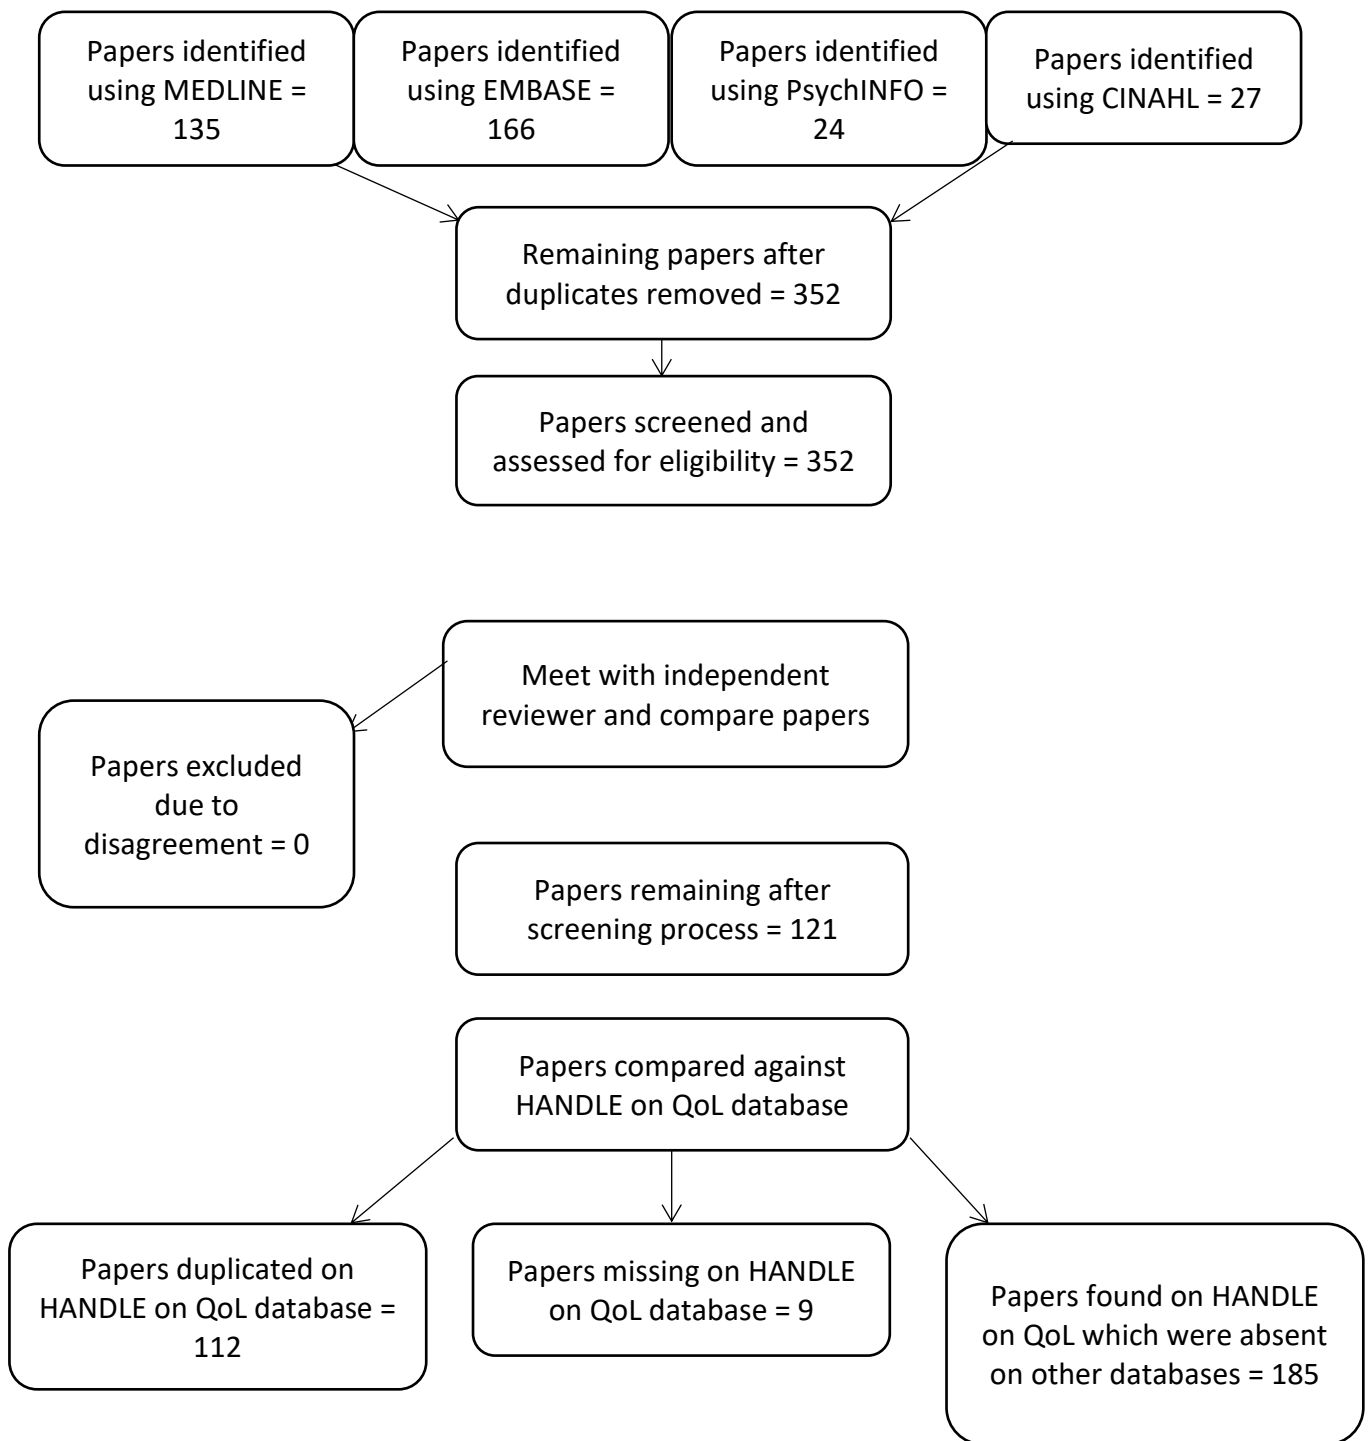 Papers identified
using MEDLINE =
135
Papers identified
using EMBASE =
166
Papers identified
using PsychINFO =
24
Papers identified
using CINAHL = 27
Remaining papers after
duplicates removed = 352
Papers screened and
assessed for eligibility = 352
Meet with independent
reviewer and compare papers
Papers excluded
due to
disagreement = 0
Papers remaining after
screening process = 121
Papers compared against
HANDLE on QoL database
Papers duplicated on
HANDLE on QoL database =
112
Papers missing on HANDLE
on QoL database = 9
Papers found on HANDLE
on QoL which were absent
on other databases = 185